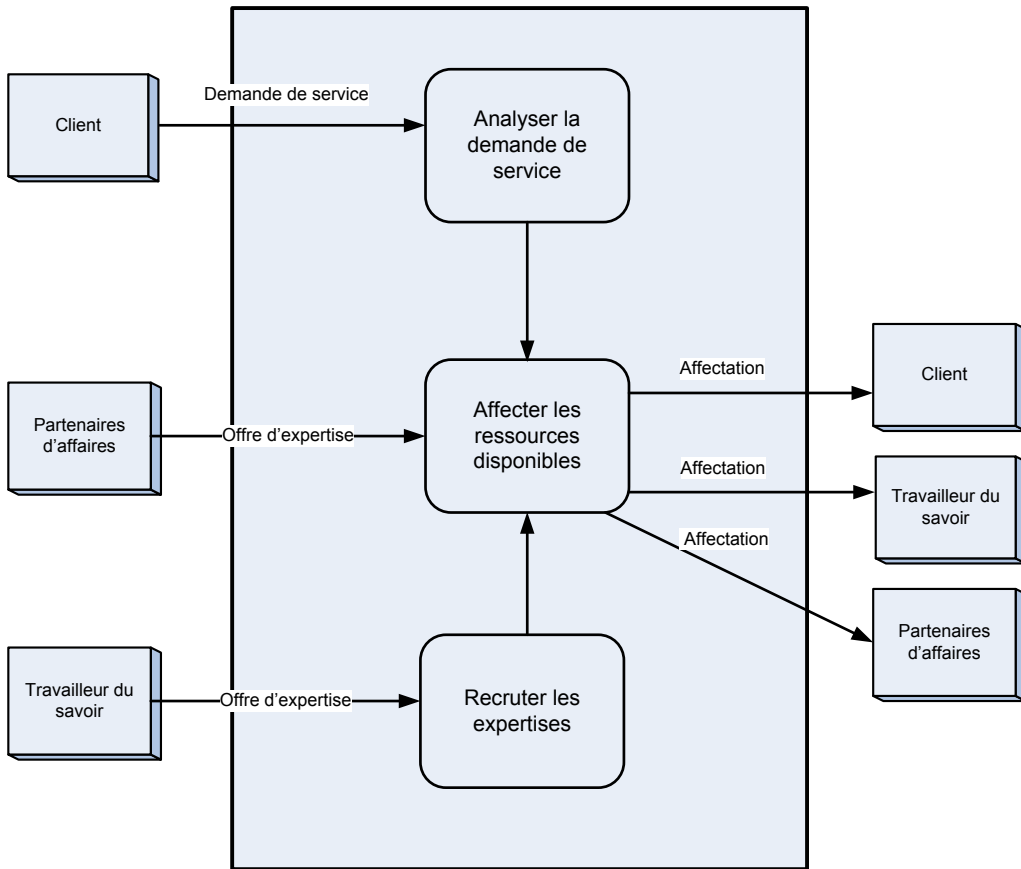 Client
Demande de service
Analyser la
demande de
service
Partenaires
d’affaires
Offre d’expertise
Affecter les
ressources
disponibles
Affectation
Client
Affectation
Travailleur du
savoir
Affectation
Partenaires
d’affaires
Travailleur du
savoir
Offre d’expertise
Recruter les
expertises